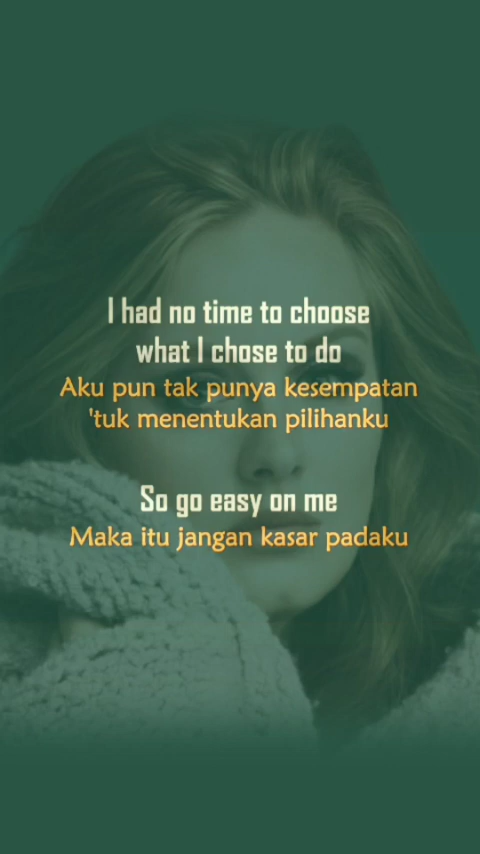 I had no time to choose
what I chose to do
Aku pun tak punya kesempatan
'tuk menentukan pilihanku
So go easy on me
Maka itu jangan kasar padaku